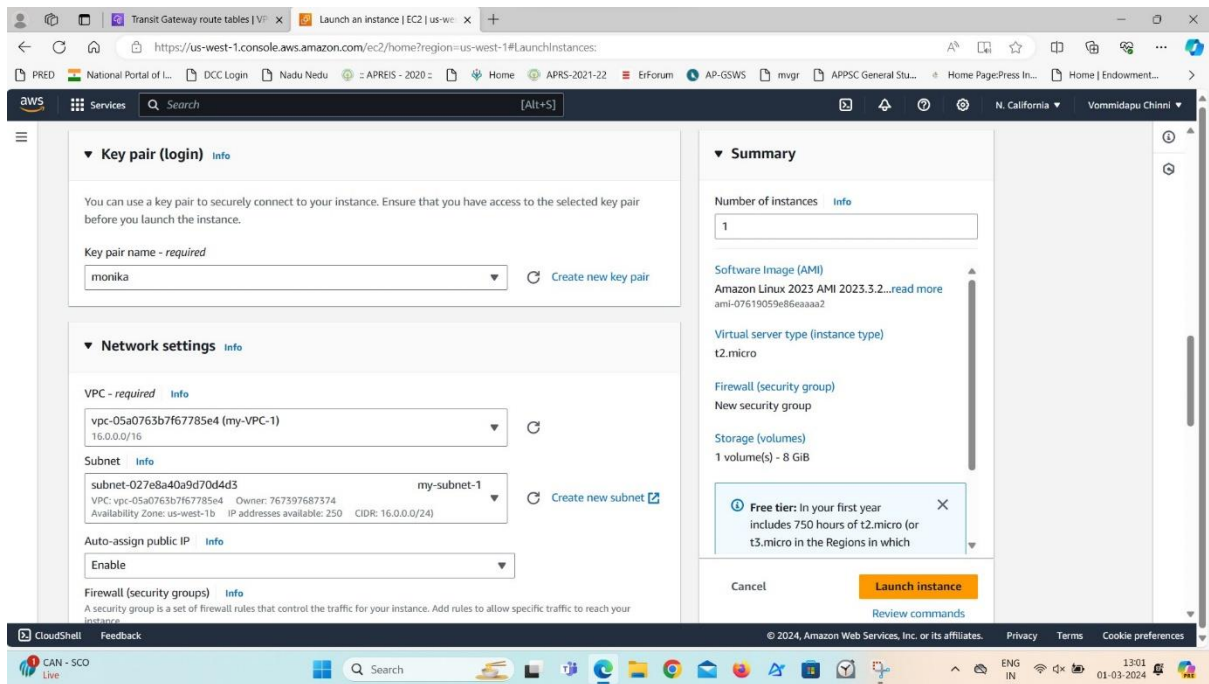 Transit Gateway route tables | VP
Launch an instance | EC2 | us-we
https://us-west-1.console.aws.amazon.com/ec2/home?region=us-west-1#LaunchInstances:
PRED
National Portal of I...
DCC Login
Nadu Nedu
:: APREIS - 2020 ::
Home
APRS-2021-22
ErForum
AP-GSWS
mvgr
APPSC General Stu...
Home Page:Press In...
Home | Endowment...
aws
Services
Search
[Alt+S]
N. California
Vommidapu Chinni
Key pair (login) Info
You can use a key pair to securely connect to your instance. Ensure that you have access to the selected key pair
before you launch the instance.
Key pair name - required
monika
Create new key pair
Network settings Info
VPC - required Info
vpc-05a0763b7f67785e4 (my-VPC-1)
16.0.0.0/16
Subnet Info
subnet-027e8a40a9d70d4d3 my-subnet-1
VPC: vpc-05a0763b7f67785e4 Owner: 767397687374
Availability Zone: us-west-1b IP addresses available: 250 CIDR: 16.0.0.0/24)
Create new subnet
Auto-assign public IP Info
Enable
Firewall (security groups) Info
A security group is a set of firewall rules that control the traffic for your instance. Add rules to allow specific traffic to reach your
instance.
Summary
Number of instances Info
1
Software Image (AMI)
Amazon Linux 2023 AMI 2023.3.2...read more
ami-07619059e86eaaaa2
Virtual server type (instance type)
t2.micro
Firewall (security group)
New security group
Storage (volumes)
1 volume(s) - 8 GiB
Free tier: In your first year
includes 750 hours of t2.micro (or
t3.micro in the Regions in which
Cancel
Launch instance
Review commands
CloudShell
Feedback
© 2024, Amazon Web Services, Inc. or its affiliates.
Privacy
Terms
Cookie preferences
CAN - SCO
Live
Search
ENG
IN
13:01
01-03-2024